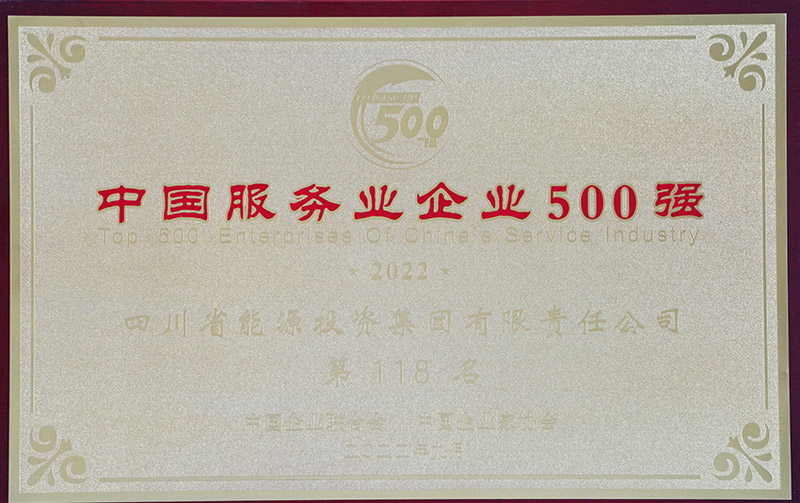 500
中国服务业企业500强
Top 500 Enterprises Of China's Service Industry
2022
四川省能源投资集团有限责任公司
第 118 名
中国企业联合会、中国企业家协会
二〇二二年九月